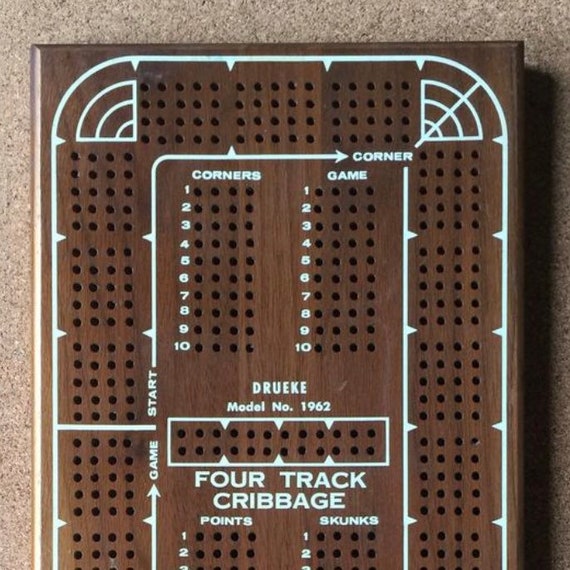 CORNER
CORNERS GAME
1 1
2 2
3 3
4 4
5 5
6 6
7 7
8 8
9 9
10 10
START
DRUEKE
Model No. 1962
GAME
FOUR TRACK
CRIBBAGE
POINTS SKUNKS
1 1
2 2
3 3